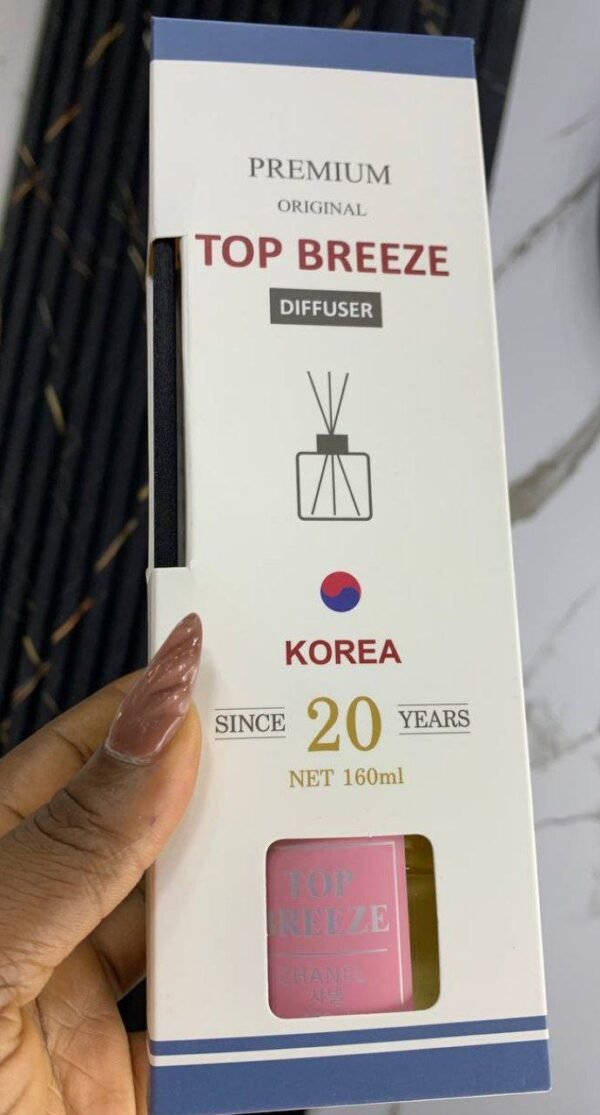 PREMIUM
ORIGINAL
TOP BREEZE
DIFFUSER
KOREA
SINCE 20 YEARS
NET 160ml
TOP
BREEZE
CHANEL
샤넬